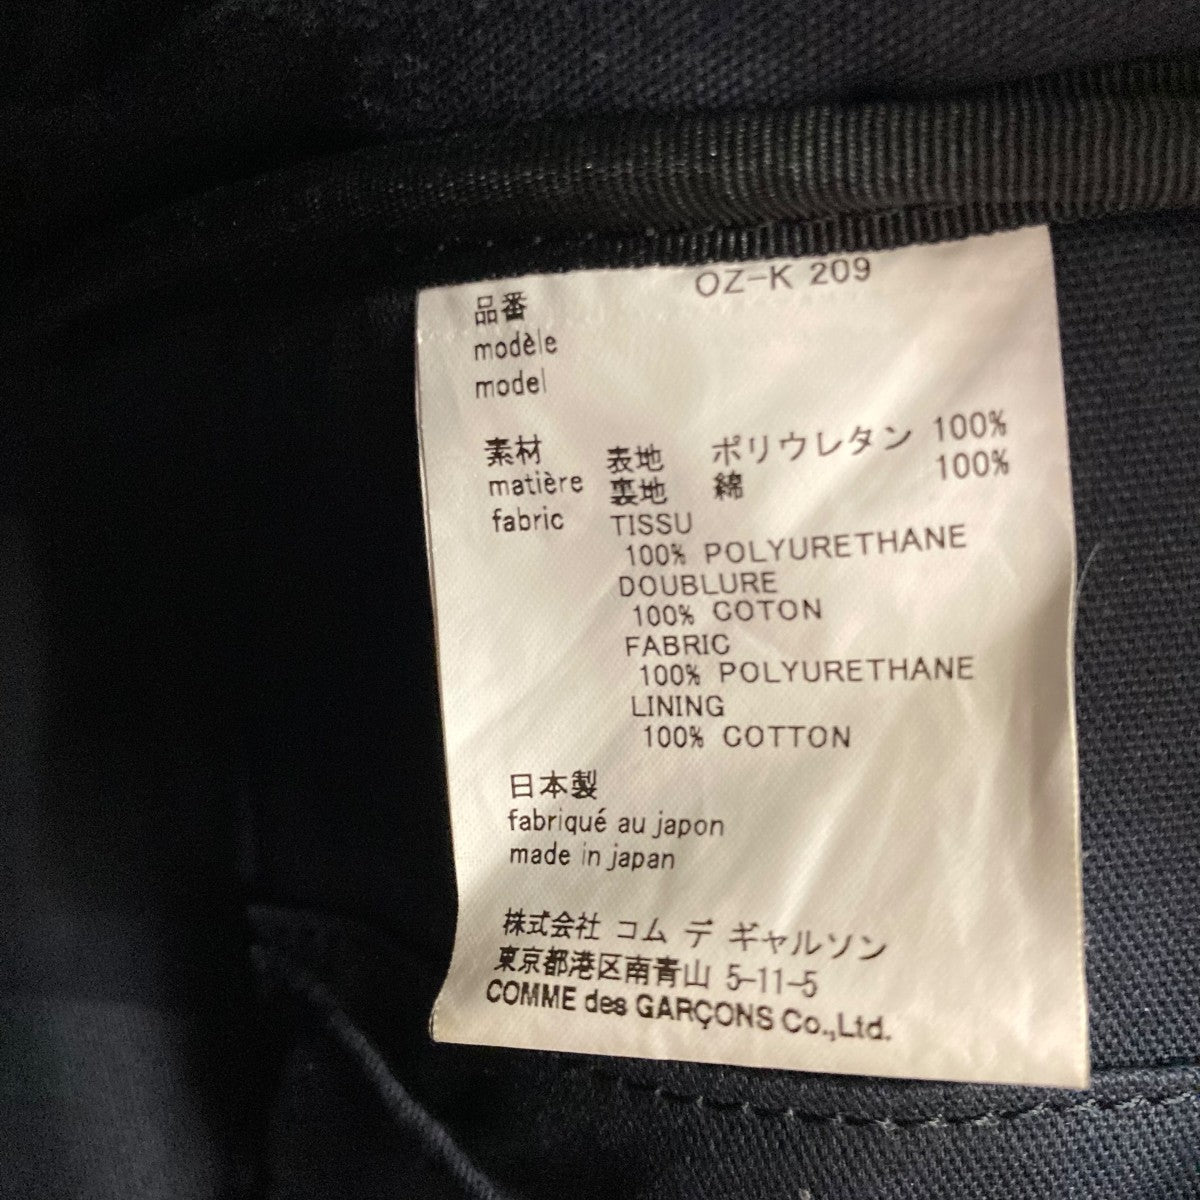 品番 OZ-K 209
modèle
model
素材 表地 ポリウレタン 100%
matière 裏地 綿 100%
fabric TISSU
100% POLYURETHANE
DOUBLURE
100% COTON
FABRIC
100% POLYURETHANE
LINING
100% COTTON
日本製
fabriqué au japon
made in japan
株式会社 コム デ ギャルソン
東京都港区南青山 5-11-5
COMME des GARÇONS Co.,Ltd.